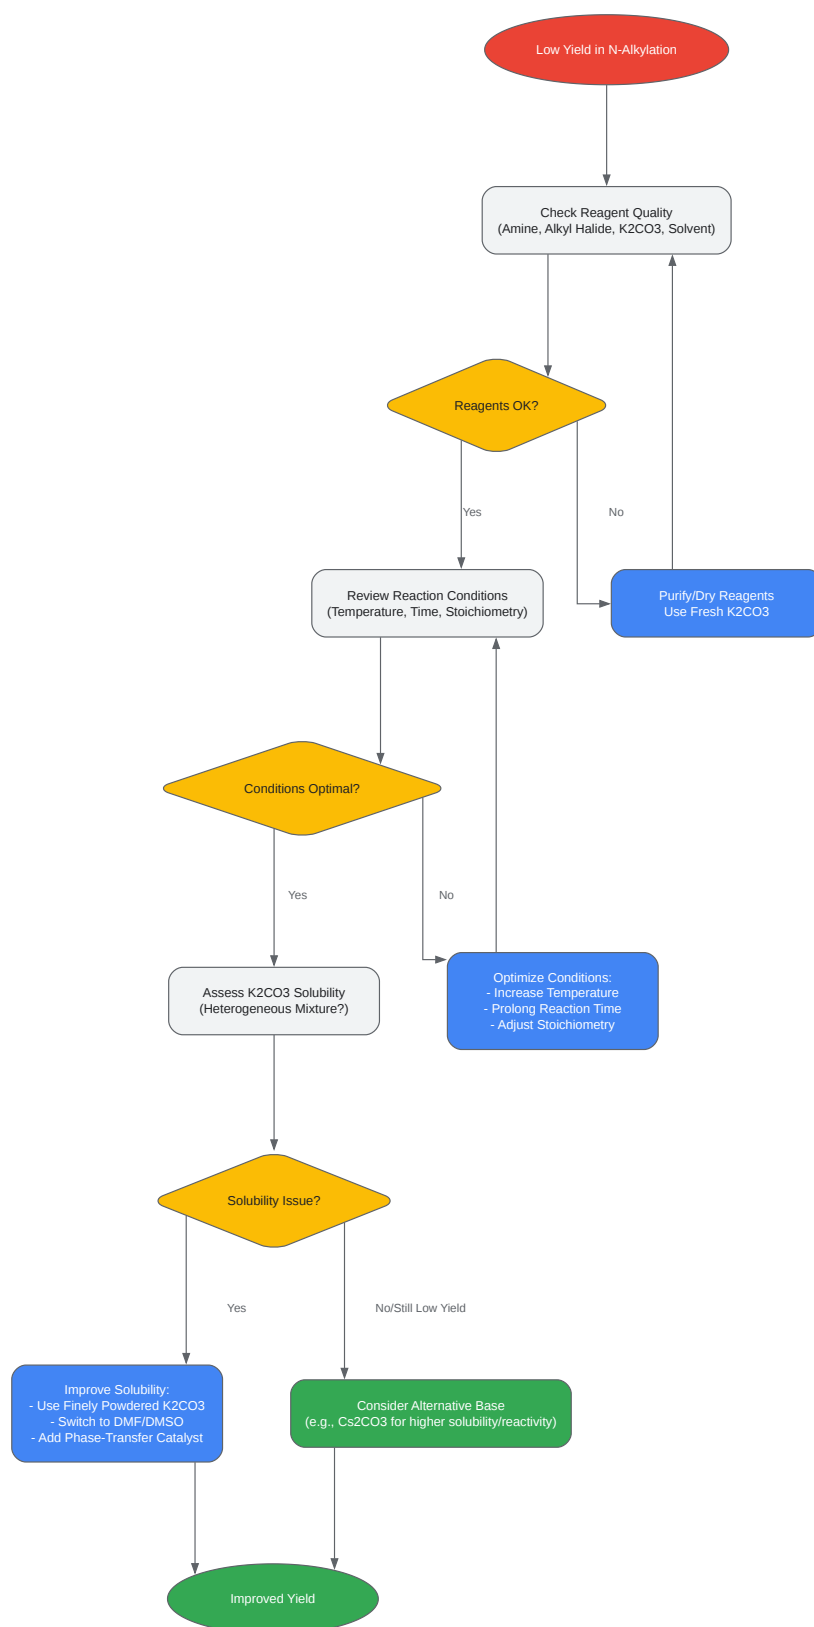 Low Yield in N-Alkylation
Check Reagent Quality
(Amine, Alkyl Halide, K2CO3, Solvent)
Reagents OK?
Yes
No
Review Reaction Conditions
(Temperature, Time, Stoichiometry)
Purify/Dry Reagents
Use Fresh K2CO3
Conditions Optimal?
Yes
No
Assess K2CO3 Solubility
(Heterogeneous Mixture?)
Optimize Conditions:
- Increase Temperature
- Prolong Reaction Time
- Adjust Stoichiometry
Solubility Issue?
Yes
No/Still Low Yield
Improve Solubility:
- Use Finely Powdered K2CO3
- Switch to DMF/DMSO
- Add Phase-Transfer Catalyst
Consider Alternative Base
(e.g., Cs2CO3 for higher solubility/reactivity)
Improved Yield